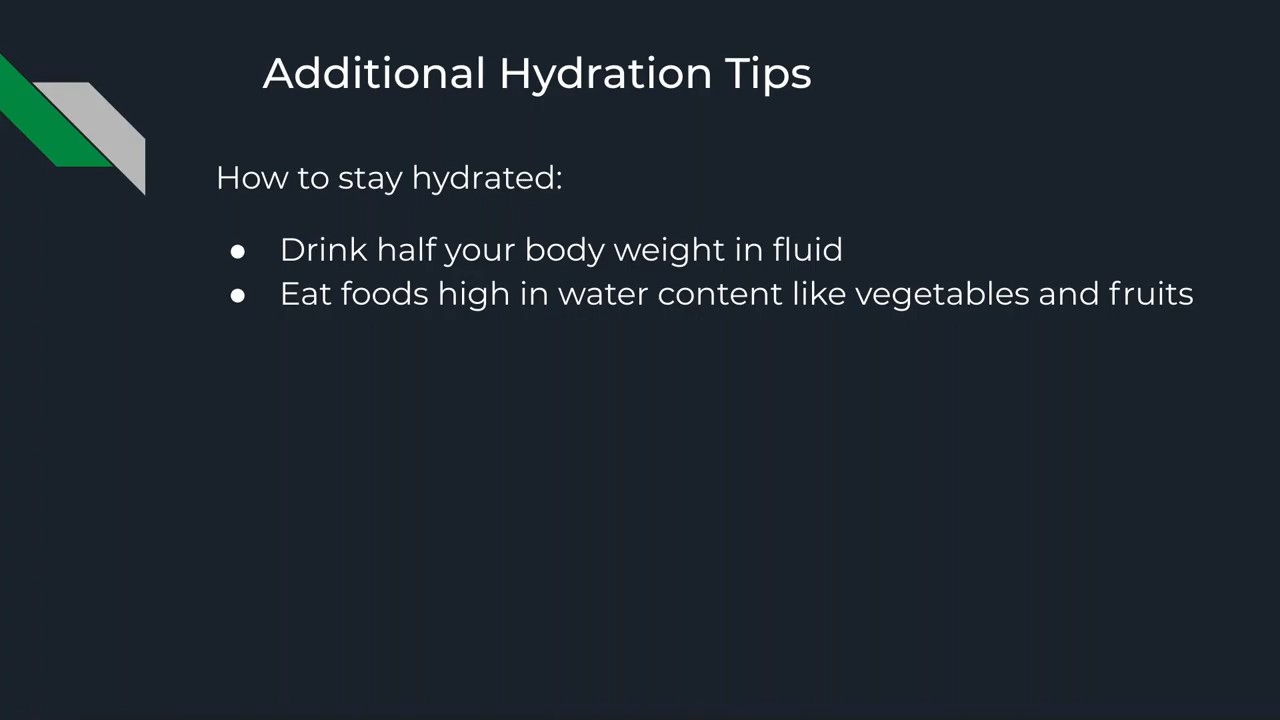 Additional Hydration Tips
How to stay hydrated:
● Drink half your body weight in fluid
● Eat foods high in water content like vegetables and fruits